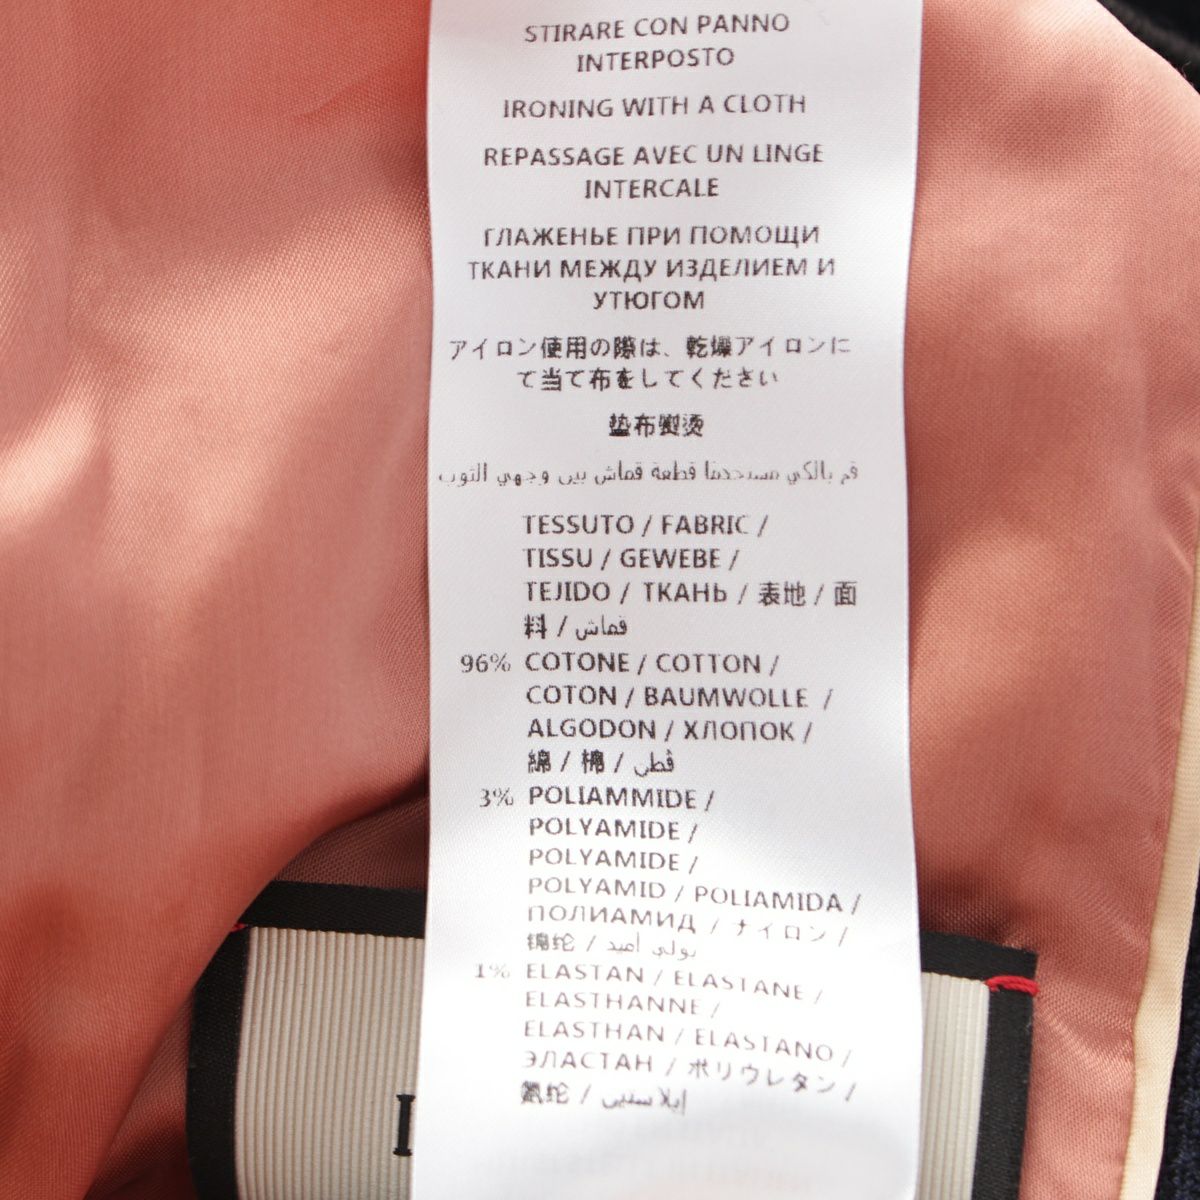 STIRARE CON PANNO
INTERPOSTO
IRONING WITH A CLOTH
REPASSAGE AVEC UN LINGE
INTERCALE
ГЛАЖЕНЬЕ ПРИ ПОМОЩИ
ТКАНИ МЕЖДУ ИЗДЕЛИЕМ И
УТЮГОМ
アイロン使用の際は、乾燥アイロンに
て当て布をしてください
垫布熨烫
قم بالكي مستخدمًا قطعة قماش بين وجهي الثوب
TESSUTO / FABRIC /
TISSU / GEWEBE /
TEJIDO / ТКАНЬ / 表地 / 面
料 / قماش
96% COTONE / COTTON /
COTON / BAUMWOLLE /
ALGODON / ХЛОПОК /
綿 / 棉 / قطن
3% POLIAMMIDE /
POLYAMIDE /
POLYAMIDE /
POLYAMID / POLIAMIDA /
ПОЛИАМИД / ナイロン /
锦纶 / بولي أميد
1% ELASTAN / ELASTANE /
ELASTHANNE /
ELASTHAN / ELASTANO /
ЭЛАСТАН / ポリウレタン /
氨纶 /